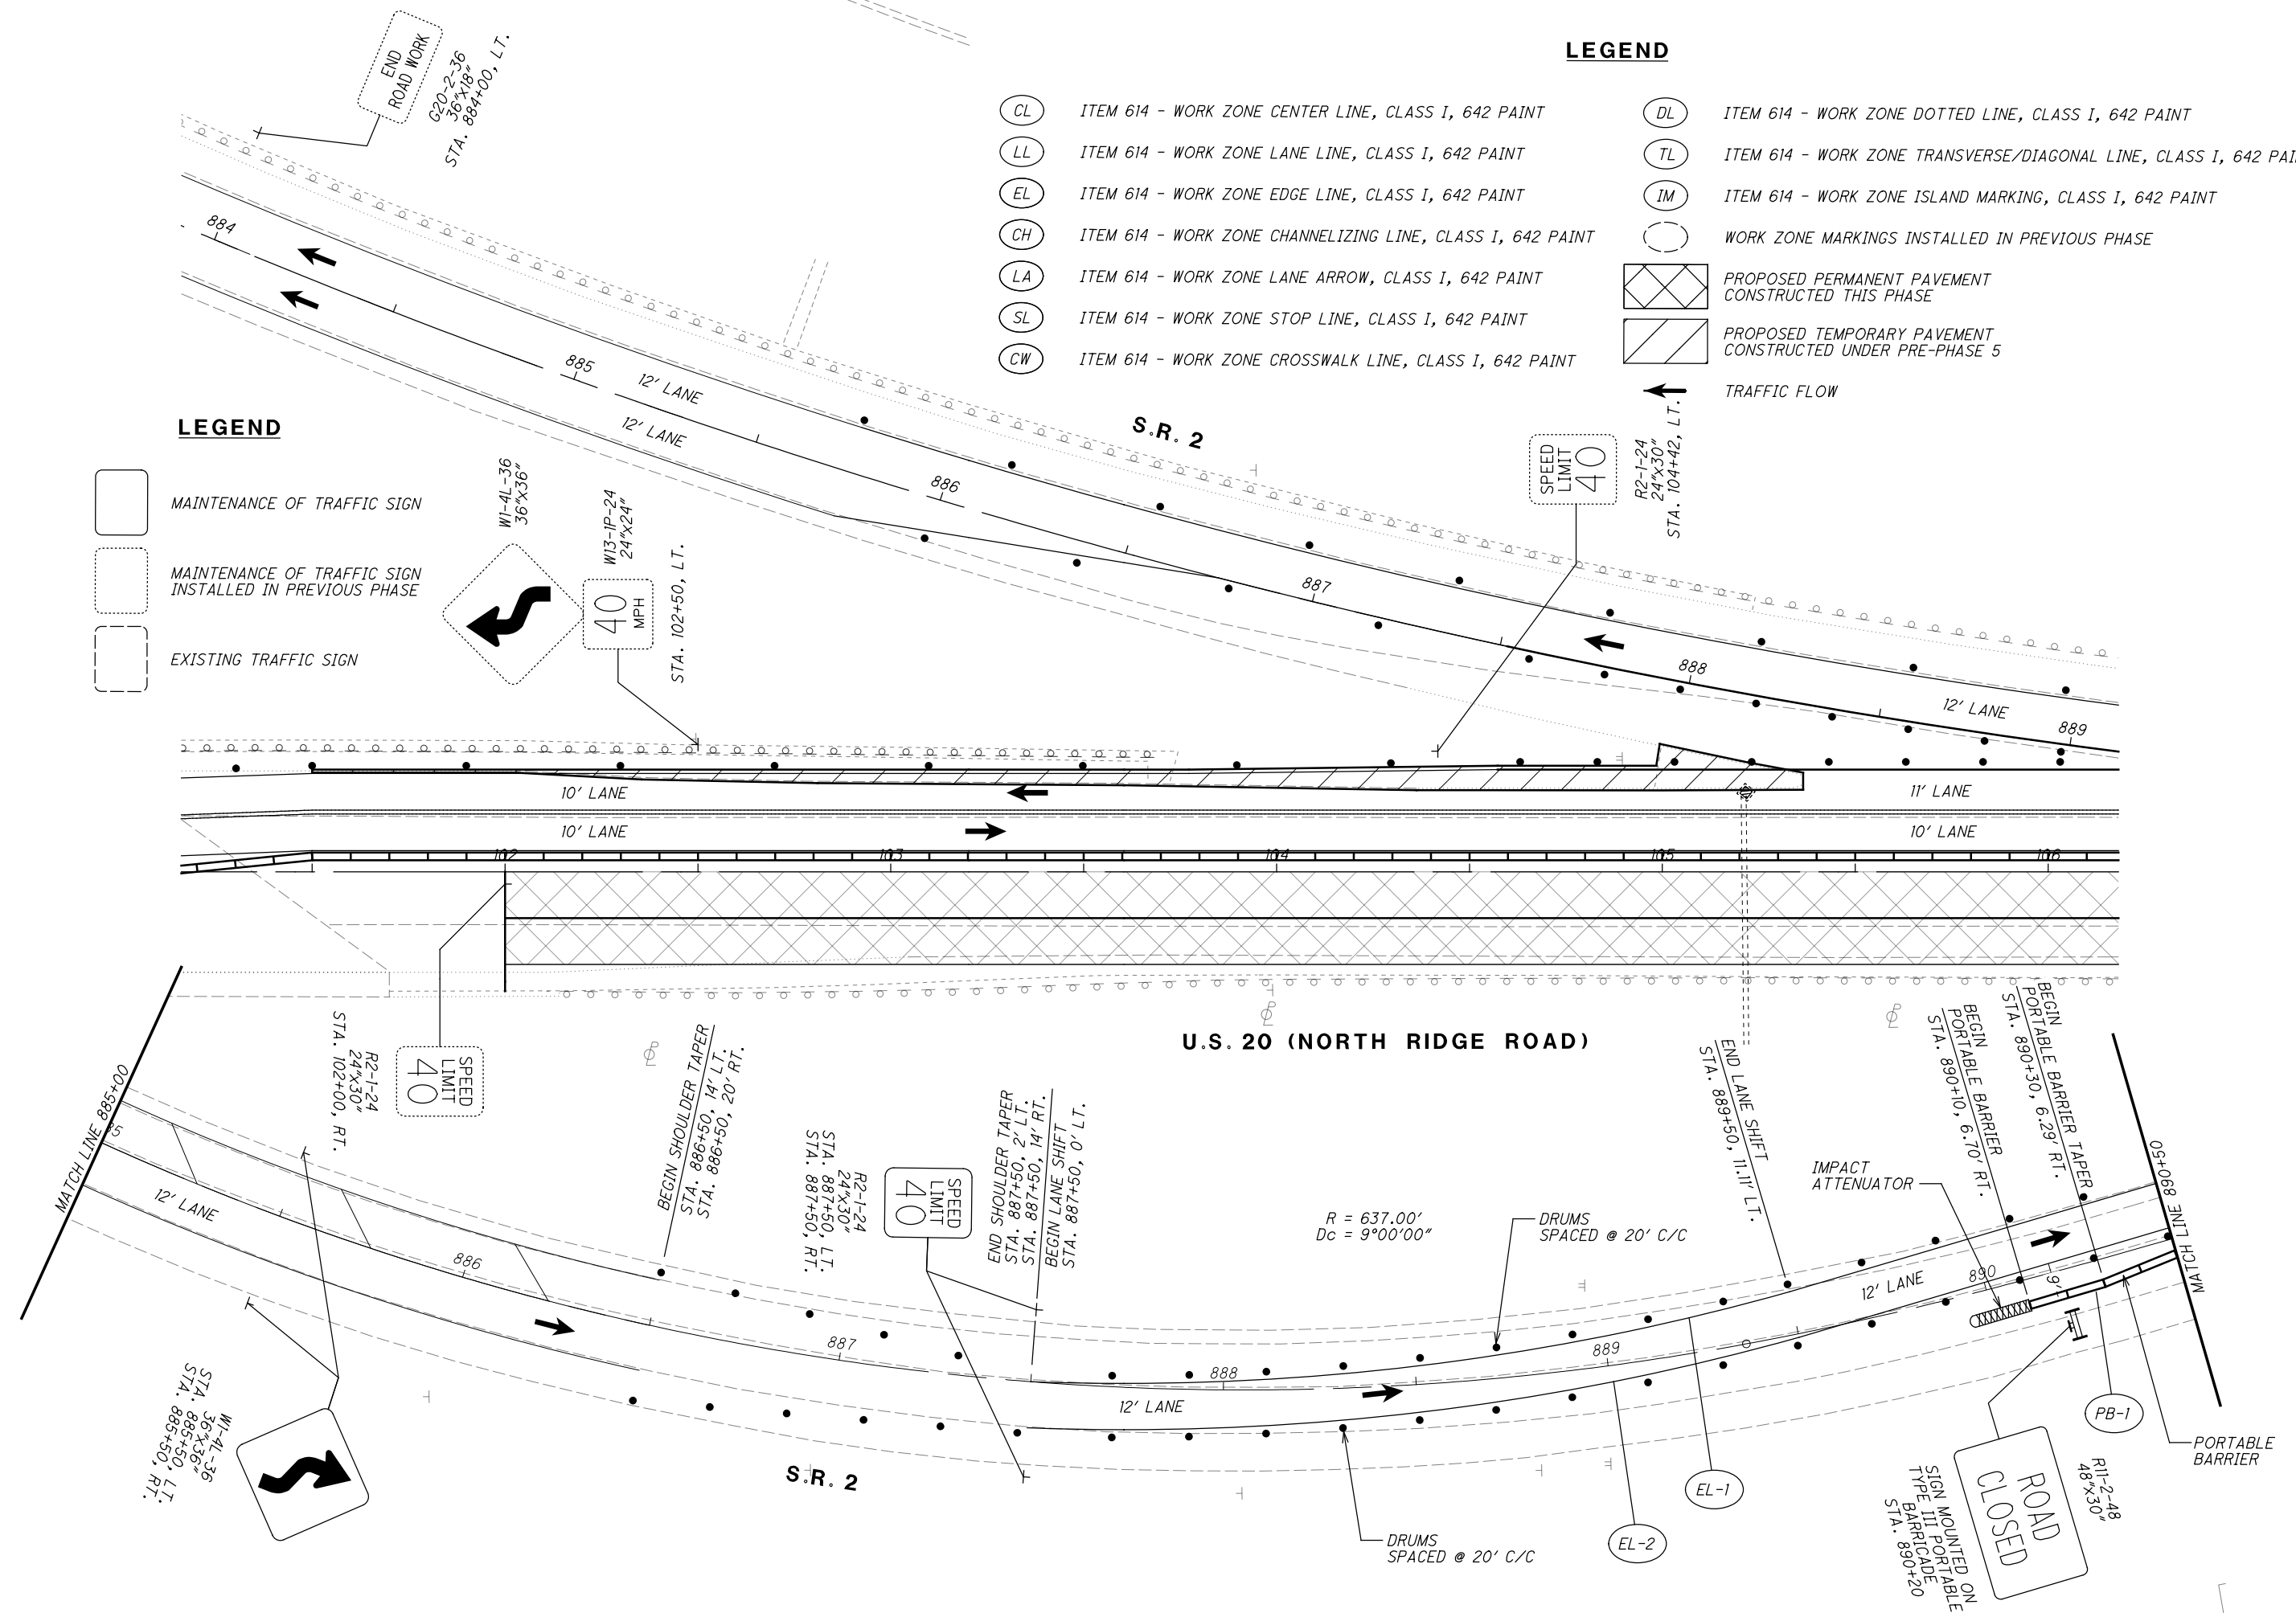 END
ROAD WORK
G20-2-36
36"X18"
STA. 884+00, LT.
LEGEND
CL
ITEM 614 - WORK ZONE CENTER LINE, CLASS I, 642 PAINT
LL
ITEM 614 - WORK ZONE LANE LINE, CLASS I, 642 PAINT
EL
ITEM 614 - WORK ZONE EDGE LINE, CLASS I, 642 PAINT
CH
ITEM 614 - WORK ZONE CHANNELIZING LINE, CLASS I, 642 PAINT
LA
ITEM 614 - WORK ZONE LANE ARROW, CLASS I, 642 PAINT
SL
ITEM 614 - WORK ZONE STOP LINE, CLASS I, 642 PAINT
CW
ITEM 614 - WORK ZONE CROSSWALK LINE, CLASS I, 642 PAINT
DL
ITEM 614 - WORK ZONE DOTTED LINE, CLASS I, 642 PAINT
TL
ITEM 614 - WORK ZONE TRANSVERSE/DIAGONAL LINE, CLASS I, 642
IM
ITEM 614 - WORK ZONE ISLAND MARKING, CLASS I, 642 PAINT
WORK ZONE MARKINGS INSTALLED IN PREVIOUS PHASE
PROPOSED PERMANENT PAVEMENT
CONSTRUCTED THIS PHASE
PROPOSED TEMPORARY PAVEMENT
CONSTRUCTED UNDER PRE-PHASE 5
TRAFFIC FLOW
884
885
12' LANE
12' LANE
886
S.R. 2
887
888
12' LANE
889
SPEED
LIMIT
40
R2-1-24
24"x30"
STA. 104+42, LT.
LEGEND
MAINTENANCE OF TRAFFIC SIGN
MAINTENANCE OF TRAFFIC SIGN
INSTALLED IN PREVIOUS PHASE
EXISTING TRAFFIC SIGN
W1-4L-36
36"x36"
W13-1P-24
24"x24"
40
MPH
STA. 102+50, LT.
10' LANE
11' LANE
10' LANE
10' LANE
102
103
104
105
106
U.S. 20 (NORTH RIDGE ROAD)
MATCH LINE 885+00
12' LANE
R2-1-24
24"x30"
STA. 102+00, RT.
SPEED
LIMIT
40
BEGIN SHOULDER TAPER
STA. 886+50, 14' LT.
STA. 886+50, 20' RT.
R2-1-24
24"x30"
STA. 887+50, LT.
STA. 887+50, RT.
SPEED
LIMIT
40
END SHOULDER TAPER
STA. 887+50, 2' LT.
STA. 887+50, 14' RT.
BEGIN LANE SHIFT
STA. 887+50, 0' LT.
R = 637.00'
Dc = 9°00'00"
DRUMS
SPACED @ 20' C/C
END LANE SHIFT
STA. 889+50, 11.11' LT.
IMPACT
ATTENUATOR
BEGIN
PORTABLE BARRIER
STA. 890+10, 6.70' RT.
BEGIN
PORTABLE BARRIER TAPER
STA. 890+30, 6.29' RT.
MATCH LINE 890+50
886
887
888
889
890
12' LANE
12' LANE
W1-4L-36
36"x36"
STA. 885+50, LT.
STA. 885+50, RT.
S.R. 2
DRUMS
SPACED @ 20' C/C
EL-1
EL-2
PB-1
PORTABLE
BARRIER
ROAD
CLOSED
R11-2-48
48"x30"
SIGN MOUNTED ON
TYPE III PORTABLE
BARRICADE
STA. 890+20